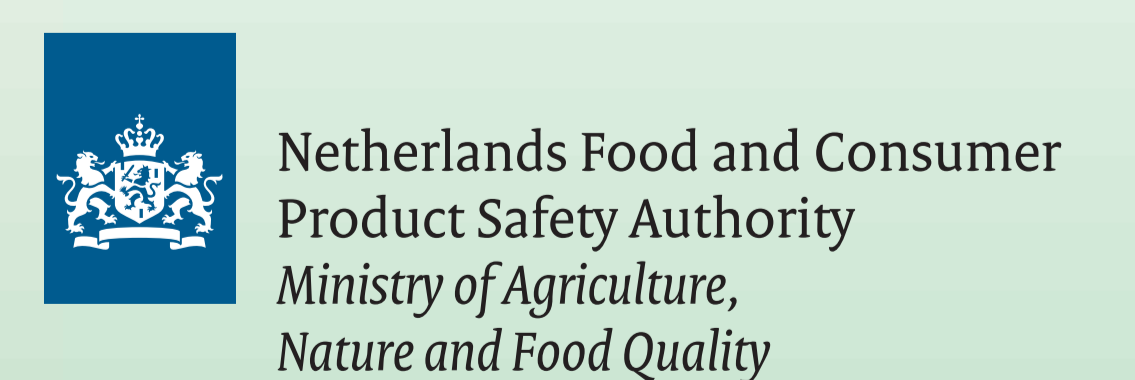 Netherlands Food and Consumer
Product Safety Authority
Ministry of Agriculture,
Nature and Food Quality